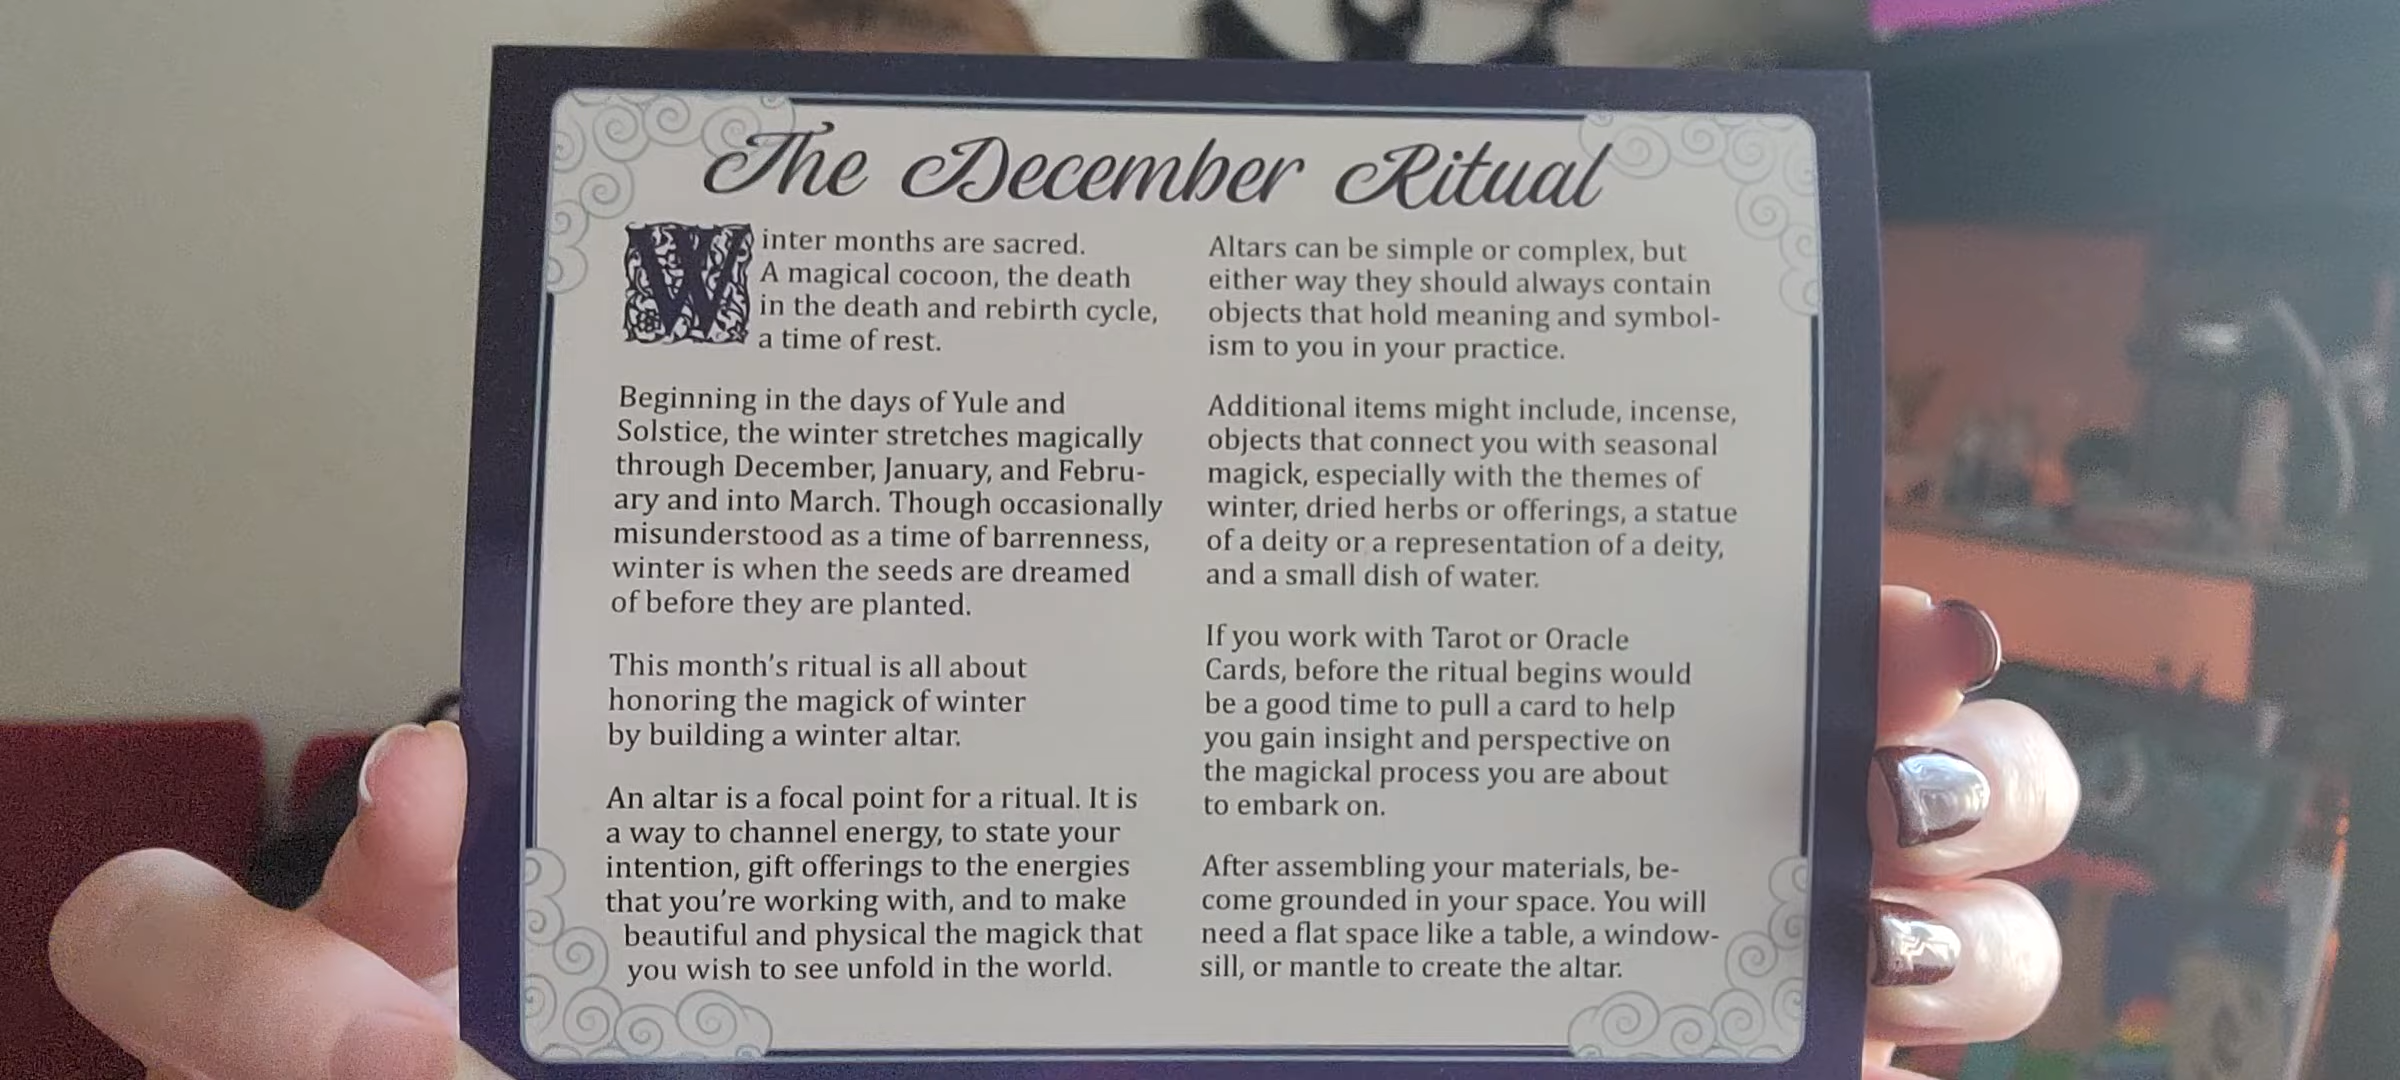 The December Ritual
Winter months are sacred.
A magical cocoon, the death
in the death and rebirth cycle,
a time of rest.
Beginning in the days of Yule and
Solstice, the winter stretches magically
through December, January, and Febru-
ary and into March. Though occasionally
misunderstood as a time of barrenness,
winter is when the seeds are dreamed
of before they are planted.
This month's ritual is all about
honoring the magick of winter
by building a winter altar.
An altar is a focal point for a ritual. It is
a way to channel energy, to state your
intention, gift offerings to the energies
that you're working with, and to make
beautiful and physical the magick that
you wish to see unfold in the world.
Altars can be simple or complex, but
either way they should always contain
objects that hold meaning and symbol-
ism to you in your practice.
Additional items might include, incense,
objects that connect you with seasonal
magick, especially with the themes of
winter, dried herbs or offerings, a statue
of a deity or a representation of a deity,
and a small dish of water.
If you work with Tarot or Oracle
Cards, before the ritual begins would
be a good time to pull a card to help
you gain insight and perspective on
the magickal process you are about
to embark on.
After assembling your materials, be-
come grounded in your space. You will
need a flat space like a table, a window-
sill, or mantle to create the altar.